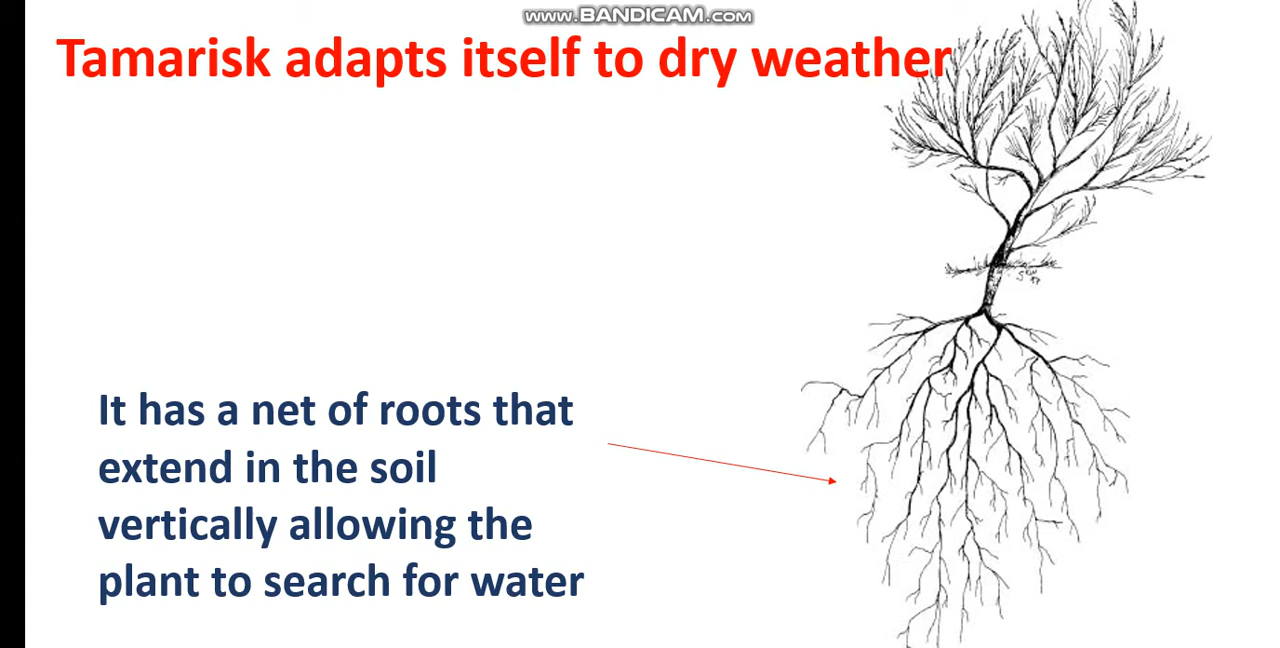 www.BANDICAM.com
Tamarisk adapts itself to dry weather
It has a net of roots that
extend in the soil
vertically allowing the
plant to search for water